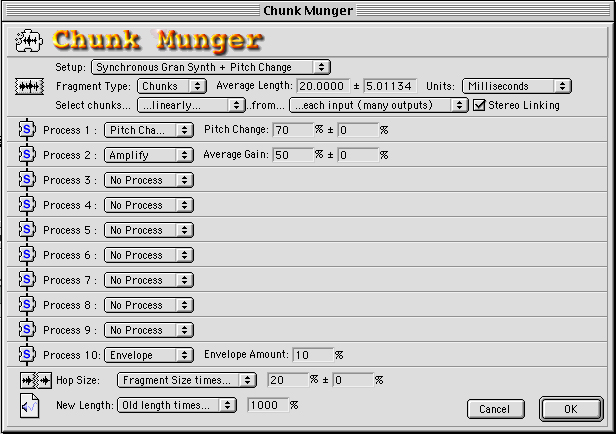 Chunk Munger
Chunk Munger
Setup: Synchronous Gran Synth + Pitch Change
Fragment Type: Chunks Average Length: 20.0000 ± 5.01134 Units: Milliseconds
Select chunks... ...linearly... ..from... ...each input (many outputs) Stereo Linking
S Process 1 : Pitch Cha... Pitch Change: 70 % ± 0 %
S Process 2 : Amplify Average Gain: 50 % ± 0 %
S Process 3 : No Process
S Process 4 : No Process
S Process 5 : No Process
S Process 6 : No Process
S Process 7 : No Process
S Process 8 : No Process
S Process 9 : No Process
S Process 10: Envelope Envelope Amount: 10 %
Hop Size: Fragment Size times... 20 % ± 0 %
New Length: Old length times... 1000 %
Cancel OK